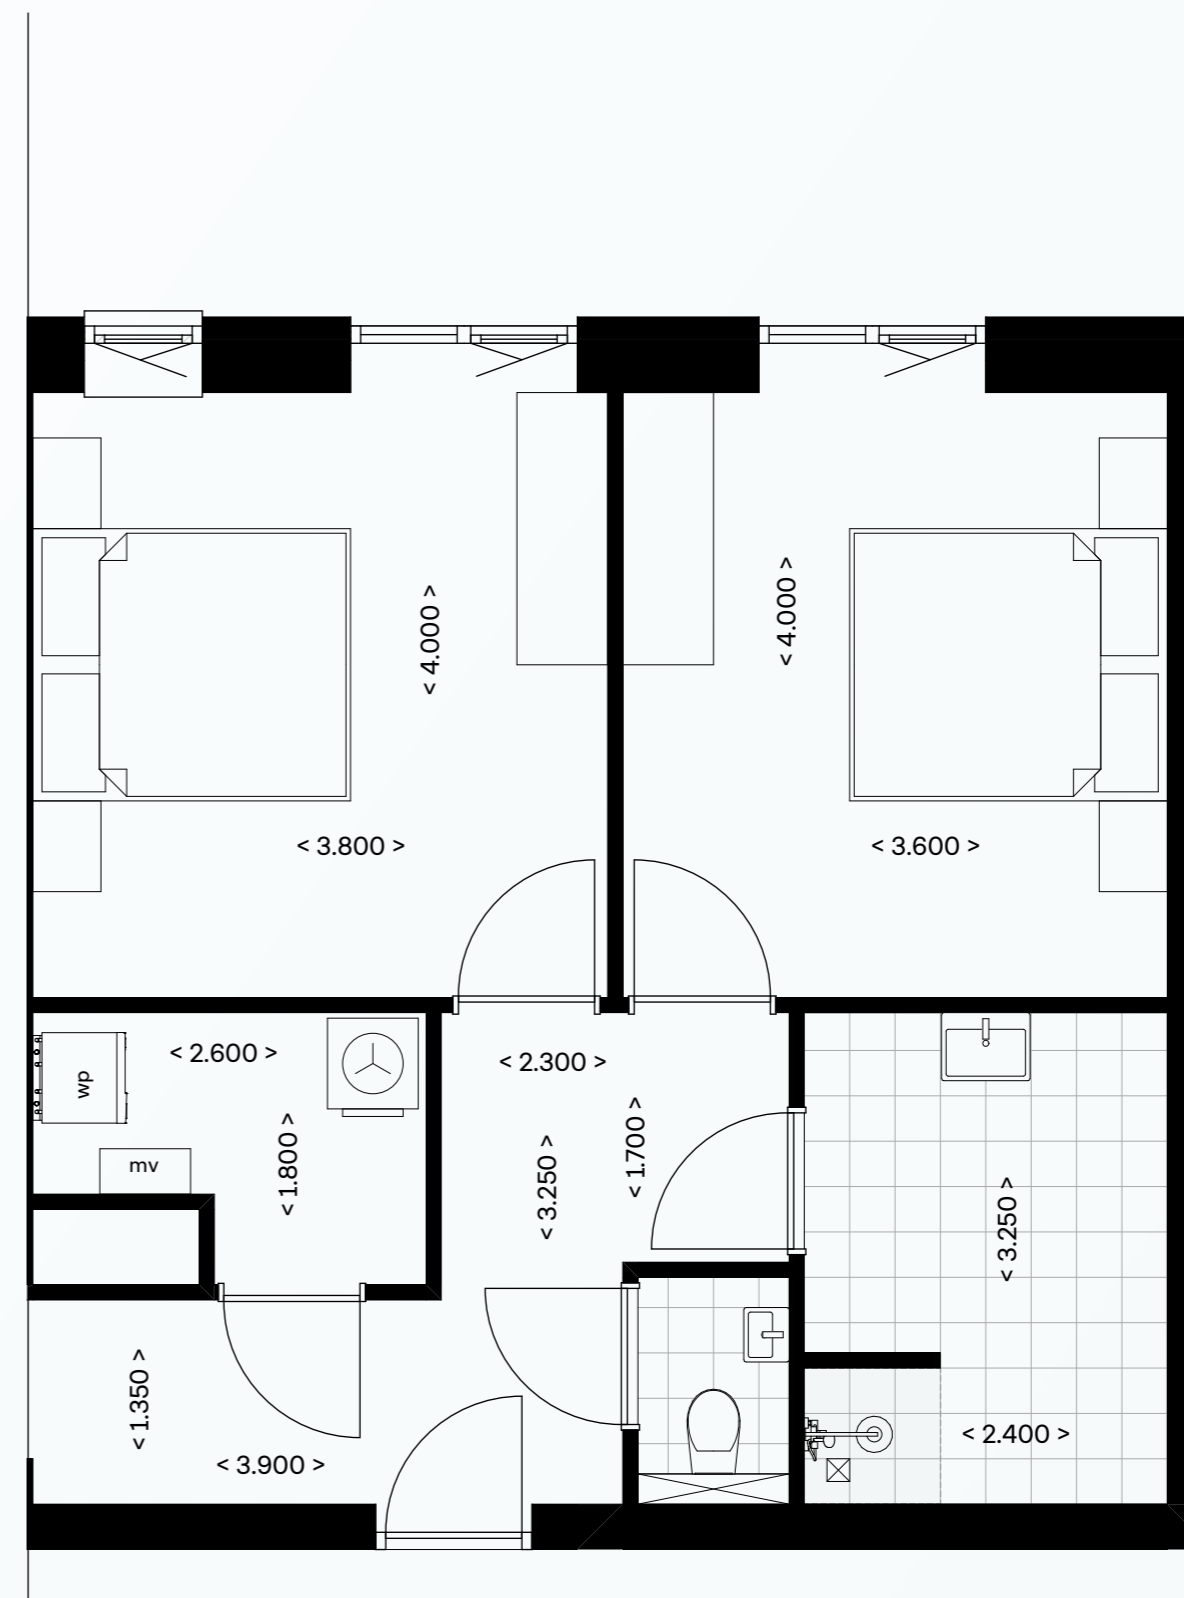 < 4.000 >
< 4.000 >
< 3.800 >
< 3.600 >
< 2.600 >
< 2.300 >
wp
mv
< 1.800 >
< 3.250 >
< 1.700 >
< 3.250 >
< 1.350 >
< 3.900 >
< 2.400 >